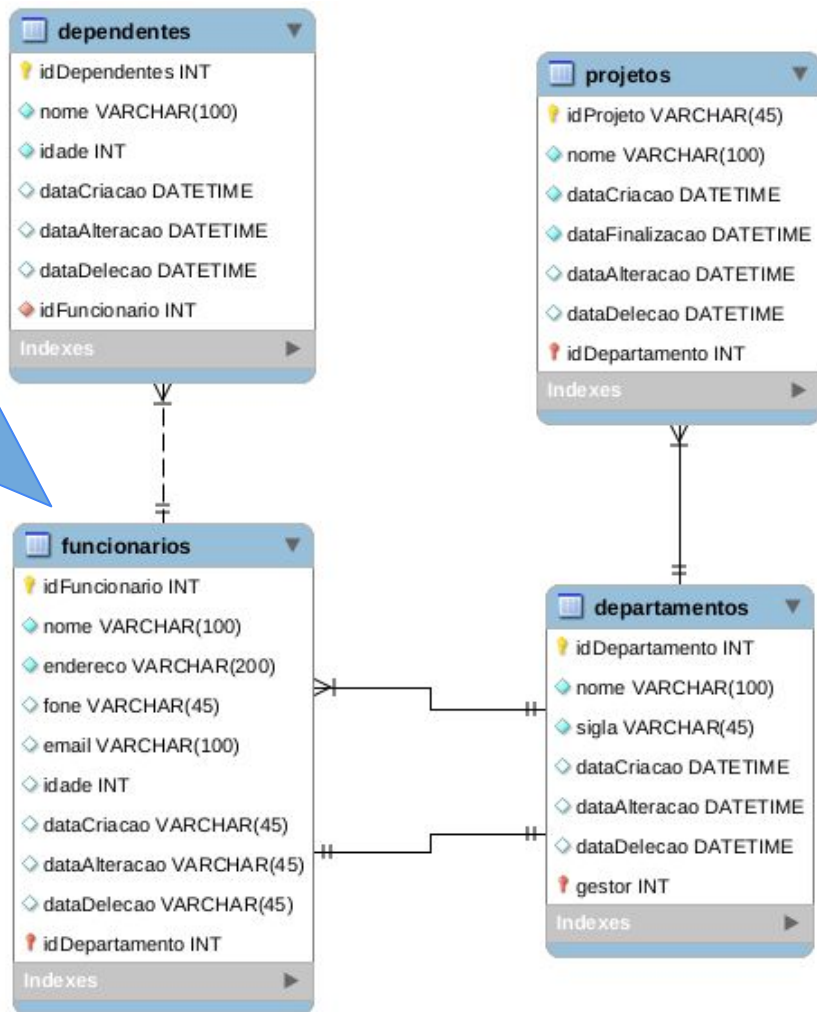 dependentes
idDependentes INT
nome VARCHAR(100)
idade INT
dataCriacao DATETIME
dataAlteracao DATETIME
dataDelecao DATETIME
idFuncionario INT
Indexes
projetos
idProjeto VARCHAR(45)
nome VARCHAR(100)
dataCriacao DATETIME
dataFinalizacao DATETIME
dataAlteracao DATETIME
dataDelecao DATETIME
idDepartamento INT
Indexes
funcionarios
idFuncionario INT
nome VARCHAR(100)
endereco VARCHAR(200)
fone VARCHAR(45)
email VARCHAR(100)
idade INT
dataCriacao VARCHAR(45)
dataAlteracao VARCHAR(45)
dataDelecao VARCHAR(45)
idDepartamento INT
Indexes
departamentos
idDepartamento INT
nome VARCHAR(100)
sigla VARCHAR(45)
dataCriacao DATETIME
dataAlteracao DATETIME
dataDelecao DATETIME
gestor INT
Indexes